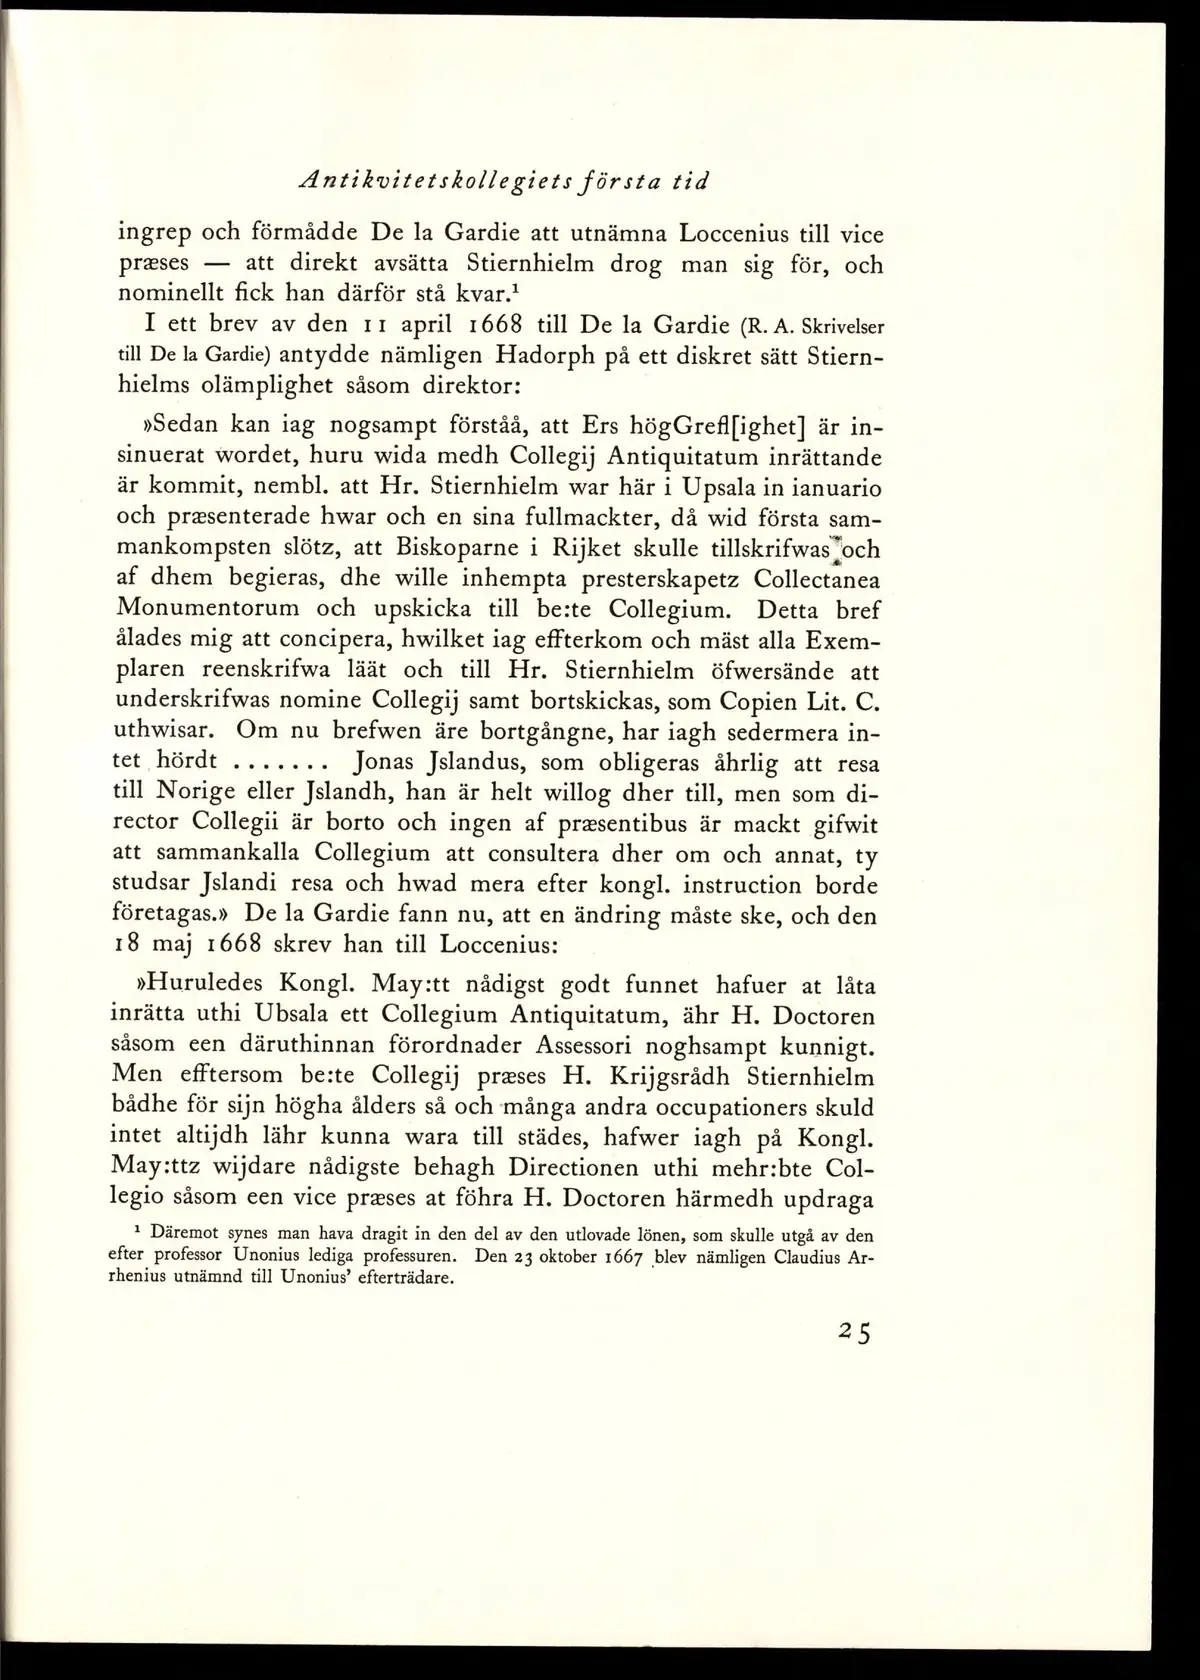 Antikvitetskollegiets första tid
ingrep och förmådde De la Gardie att utnämna Loccenius till vice
præses — att direkt avsätta Stiernhielm drog man sig för, och
nominellt fick han därför stå kvar.¹
I ett brev av den 11 april 1668 till De la Gardie (R. A. Skrivelser
till De la Gardie) antydde nämligen Hadorph på ett diskret sätt Stiern-
hielms olämplighet såsom direktor:
»Sedan kan iag nogsampt förståå, att Ers högGrefl[ighet] är in-
sinuerat wordet, huru wida medh Collegij Antiquitatum inrättande
är kommit, nembl. att Hr. Stiernhielm war här i Upsala in ianuario
och præsenterade hwar och en sina fullmackter, då wid första sam-
mankompsten slötz, att Biskoparne i Rijket skulle tillskrifwas och
af dhem begieras, dhe wille inhempta presterskapetz Collectanea
Monumentorum och upskicka till be:te Collegium. Detta bref
ålades mig att concipera, hwilket iag effterkom och mäst alla Exem-
plaren reenskrifwa läät och till Hr. Stiernhielm öfwersände att
underskrifwas nomine Collegij samt bortskickas, som Copien Lit. C.
uthwisar. Om nu brefwen äre bortgångne, har iagh sedermera in-
tet hördt ....... Jonas Jslandus, som obligeras åhrlig att resa
till Norige eller Jslandh, han är helt willog dher till, men som di-
rector Collegii är borto och ingen af præsentibus är mackt gifwit
att sammankalla Collegium att consultera dher om och annat, ty
studsar Jslandi resa och hwad mera efter kongl. instruction borde
företagas.» De la Gardie fann nu, att en ändring måste ske, och den
18 maj 1668 skrev han till Loccenius:
»Huruledes Kongl. May:tt nådigst godt funnet hafuer at låta
inrätta uthi Ubsala ett Collegium Antiquitatum, ähr H. Doctoren
såsom een däruthinnan förordnader Assessori noghsampt kunnigt.
Men efftersom be:te Collegij præses H. Krijgsrådh Stiernhielm
bådhe för sijn högha ålders så och många andra occupationers skuld
intet altijdh lähr kunna wara till städes, hafwer iagh på Kongl.
May:ttz wijdare nådigste behagh Directionen uthi mehr:bte Col-
legio såsom een vice præses at föhra H. Doctoren härmedh updraga
¹ Däremot synes man hava dragit in den del av den utlovade lönen, som skulle utgå av den
efter professor Unonius lediga professuren. Den 23 oktober 1667 blev nämligen Claudius Ar-
rhenius utnämnd till Unonius' efterträdare.
25